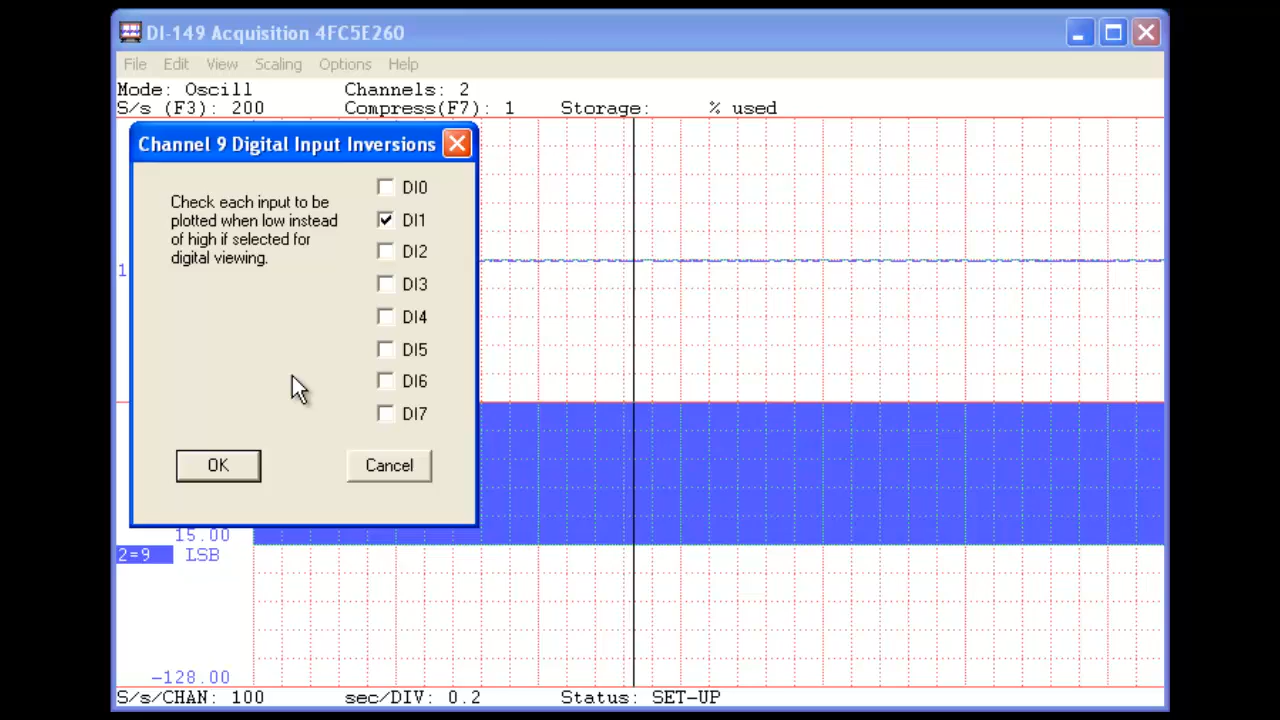 DI-149 Acquisition 4FC5E260
File Edit View Scaling Options Help
Mode: Oscill Channels: 2
S/s (F3): 200 Compress(F7): 1 Storage: % used
Channel 9 Digital Input Inversions
Check each input to be
plotted when low instead
of high if selected for
digital viewing.
DI0
DI1
DI2
DI3
DI4
DI5
DI6
DI7
OK Cancel
1
15.00
2=9 LSB
-128.00
S/s/CHAN: 100 sec/DIV: 0.2 Status: SET-UP